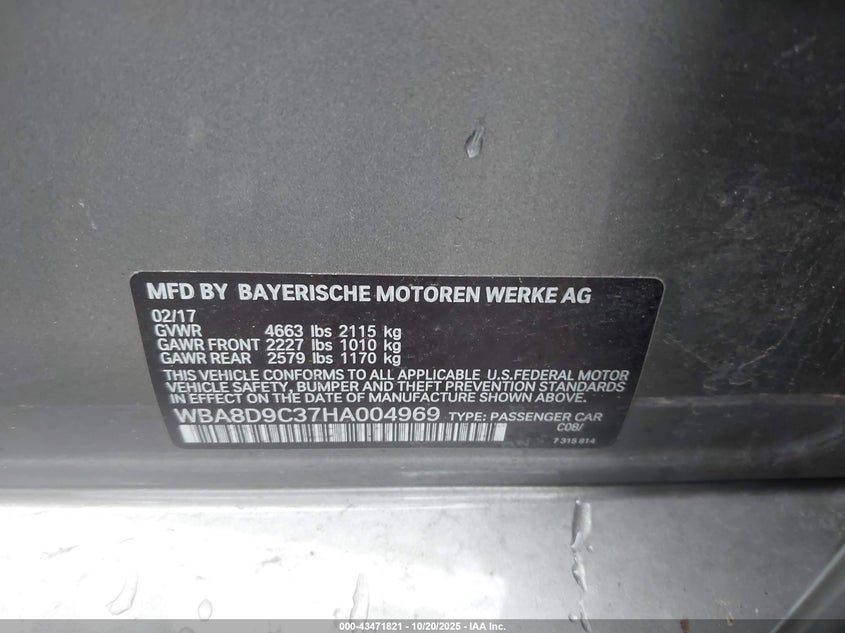 MFD BY BAYERISCHE MOTOREN WERKE AG
02/17
GVWR 4663 lbs 2115 kg
GAWR FRONT 2227 lbs 1010 kg
GAWR REAR 2579 lbs 1170 kg
THIS VEHICLE CONFORMS TO ALL APPLICABLE U.S.FEDERAL MOTOR
VEHICLE SAFETY, BUMPER AND THEFT PREVENTION STANDARDS
IN EFFECT ON THE DATE OF MANUFACTURE SHOWN ABOVE.
WBA8D9C37HA004969 TYPE: PASSENGER CAR
C08/
7 315 814
000-43471821 - 10/20/2025 - IAA Inc.